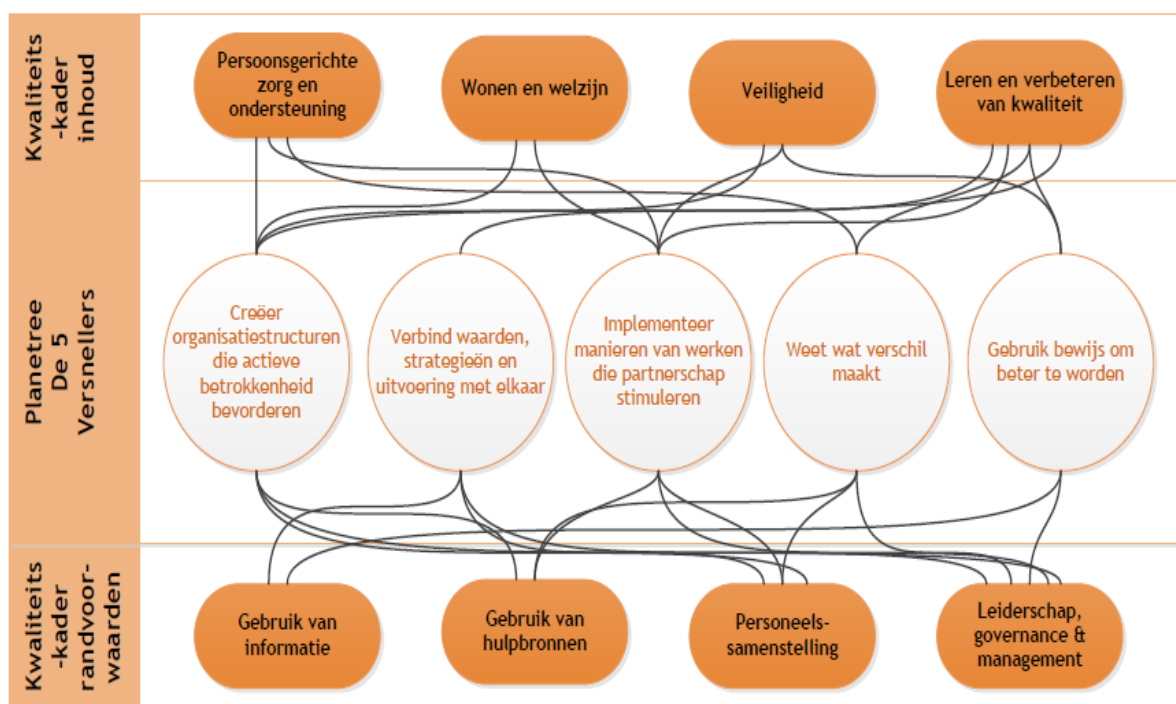 Kwaliteits
-kader
inhoud
Persoonsgerichte
zorg en
ondersteuning
Wonen en welzijn
Veiligheid
Leren en verbeteren
van kwaliteit
Planetree
De 5
Versnellers
Creëer
organisatiestructuren
die actieve
betrokkenheid
bevorderen
Verbind waarden,
strategieën en
uitvoering met elkaar
Implementeer
manieren van werken
die partnerschap
stimuleren
Weet wat verschil
maakt
Gebruik bewijs om
beter te worden
Kwaliteits
-kader
randvoor-
waarden
Gebruik van
informatie
Gebruik van
hulpbronnen
Personeels-
samenstelling
Leiderschap,
governance &
management